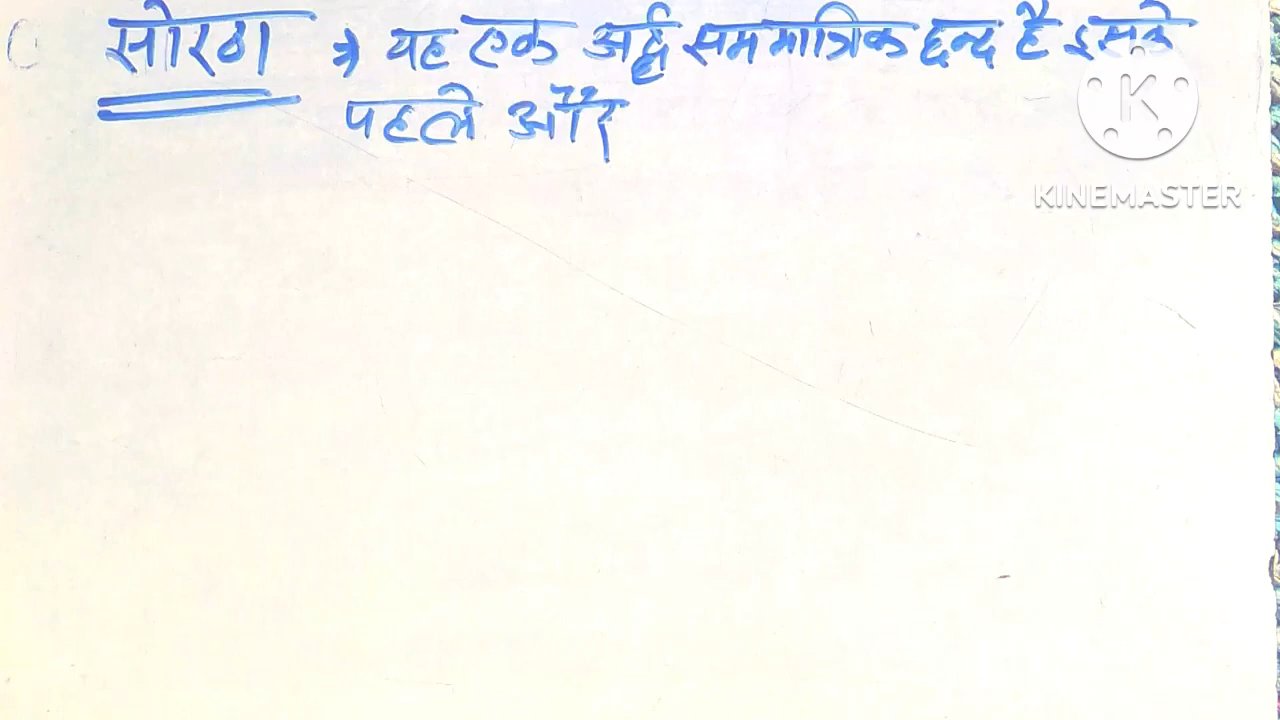 सोरठा → यह एक अर्द्ध सममात्रिक छन्द है इसके
पहले और
KINEMASTER